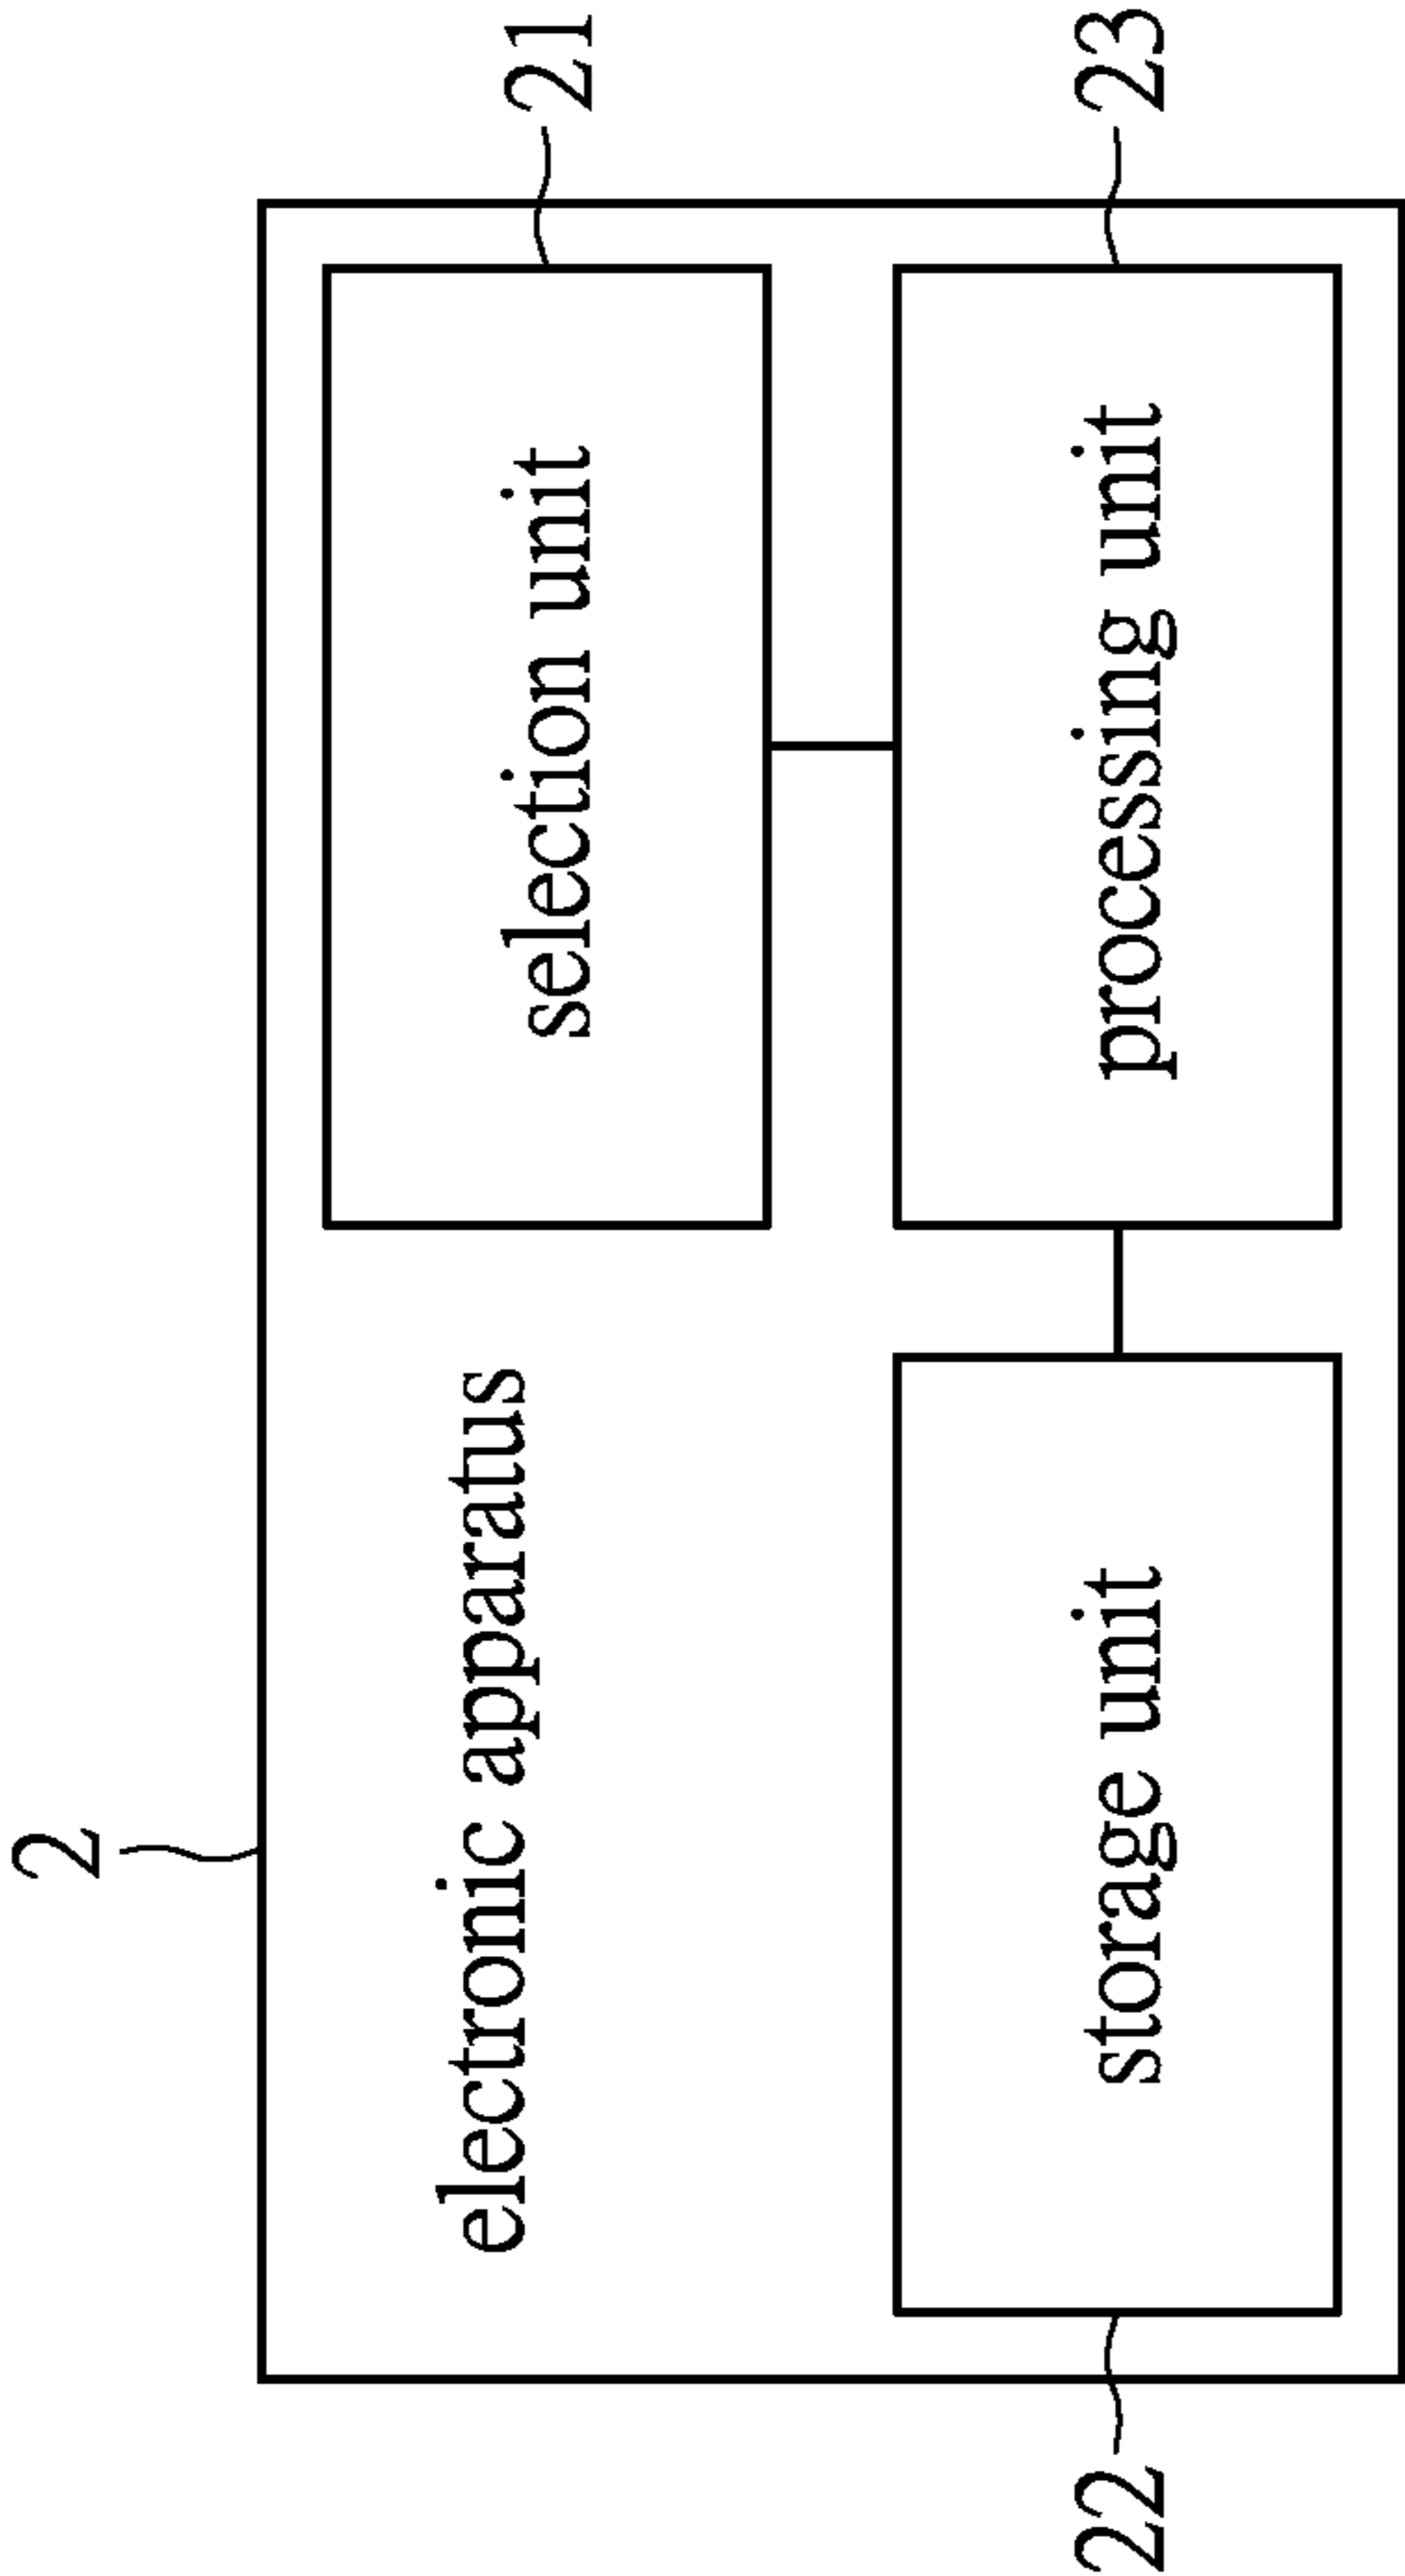 2
electronic apparatus
selection unit
21
22
storage unit
processing unit
23